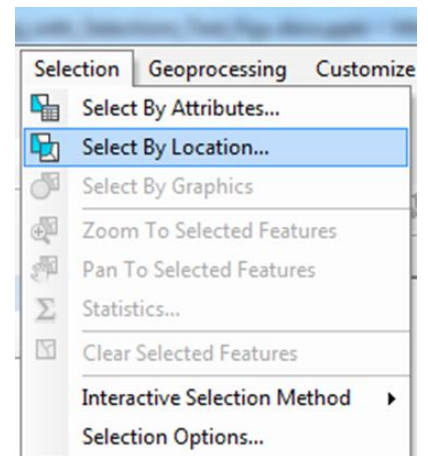 Selection Geoprocessing Customize
Select By Attributes...
Select By Location...
Select By Graphics
Zoom To Selected Features
Pan To Selected Features
Statistics...
Clear Selected Features
Interactive Selection Method
Selection Options...